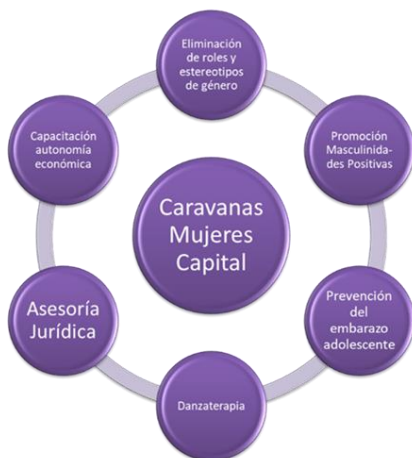 Eliminación
de roles y
estereotipos
de género
Capacitación
autonomía
económica
Promoción
Masculinida-
des Positivas
Caravanas
Mujeres
Capital
Asesoría
Jurídica
Prevención
del
embarazo
adolescente
Danzaterapia